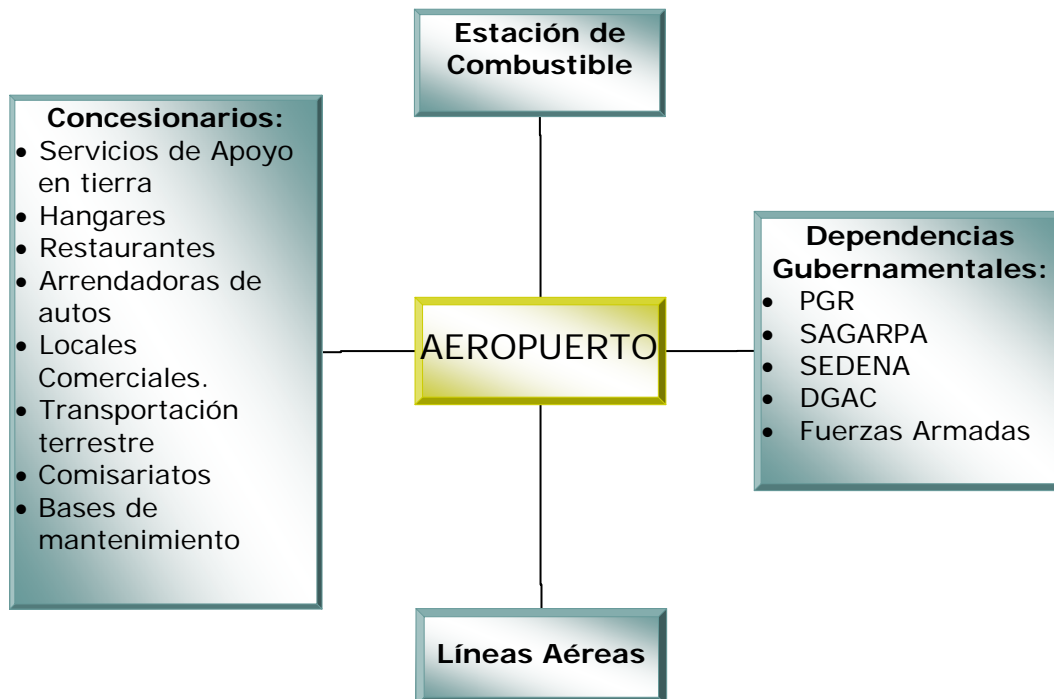 Estación de
Combustible
Concesionarios:
• Servicios de Apoyo
en tierra
• Hangares
• Restaurantes
• Arrendadoras de
autos
• Locales
Comerciales.
• Transportación
terrestre
• Comisariatos
• Bases de
mantenimiento
AEROPUERTO
Dependencias
Gubernamentales:
• PGR
• SAGARPA
• SEDENA
• DGAC
• Fuerzas Armadas
Líneas Aéreas